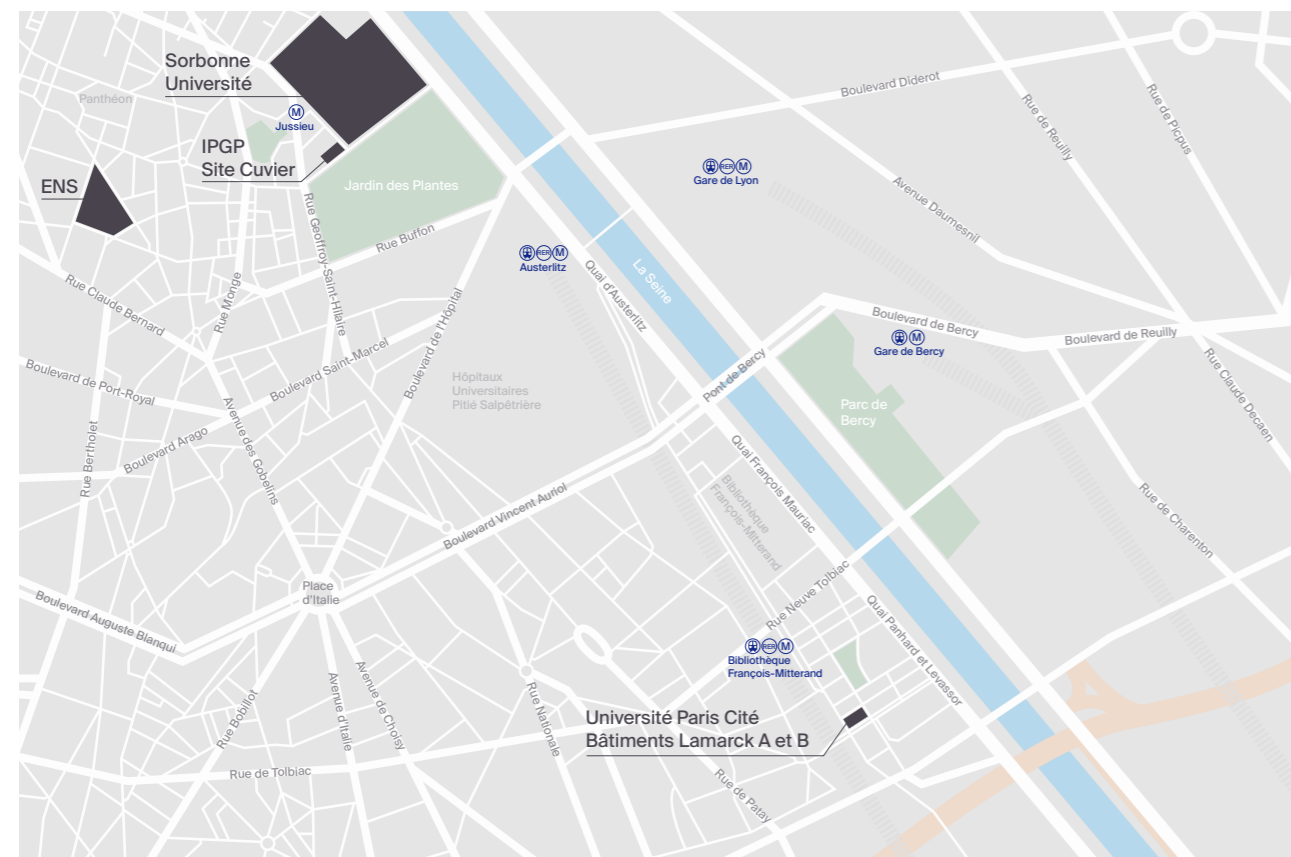 Sorbonne
Université
Panthéon
M
Jussieu
IPGP
Site Cuvier
ENS
Jardin des Plantes
Rue Geoffroy-Saint-Hilaire
Rue Buffon
Rue Monge
Rue Claude Bernard
Boulevard de Port-Royal
Boulevard Saint-Marcel
Boulevard de l'Hôpital
Boulevard Arago
Rue Bertholet
Avenue des Gobelins
Hôpitaux
Universitaires
Pitié Salpêtrière
RER M
Austerlitz
Quai d'Austerlitz
La Seine
RER M
Gare de Lyon
Boulevard Diderot
Rue de Reuilly
Rue de Picpus
Avenue Daumesnil
Boulevard de Bercy
M
Gare de Bercy
Boulevard de Reuilly
Rue Claude Decaen
Pont de Bercy
Parc de
Bercy
Rue de Charenton
Quai François Mauriac
Bibliothèque
François-Mitterand
Boulevard Vincent Auriol
Place
d'Italie
Boulevard Auguste Blanqui
Rue Neuve Tolbiac
Quai Panhard et Levassor
RER M
Bibliothèque
François-Mitterand
Université Paris Cité
Bâtiments Lamarck A et B
Rue Bobillot
Avenue d'Italie
Avenue de Choisy
Rue Nationale
Rue de Tolbiac
Rue de Patay